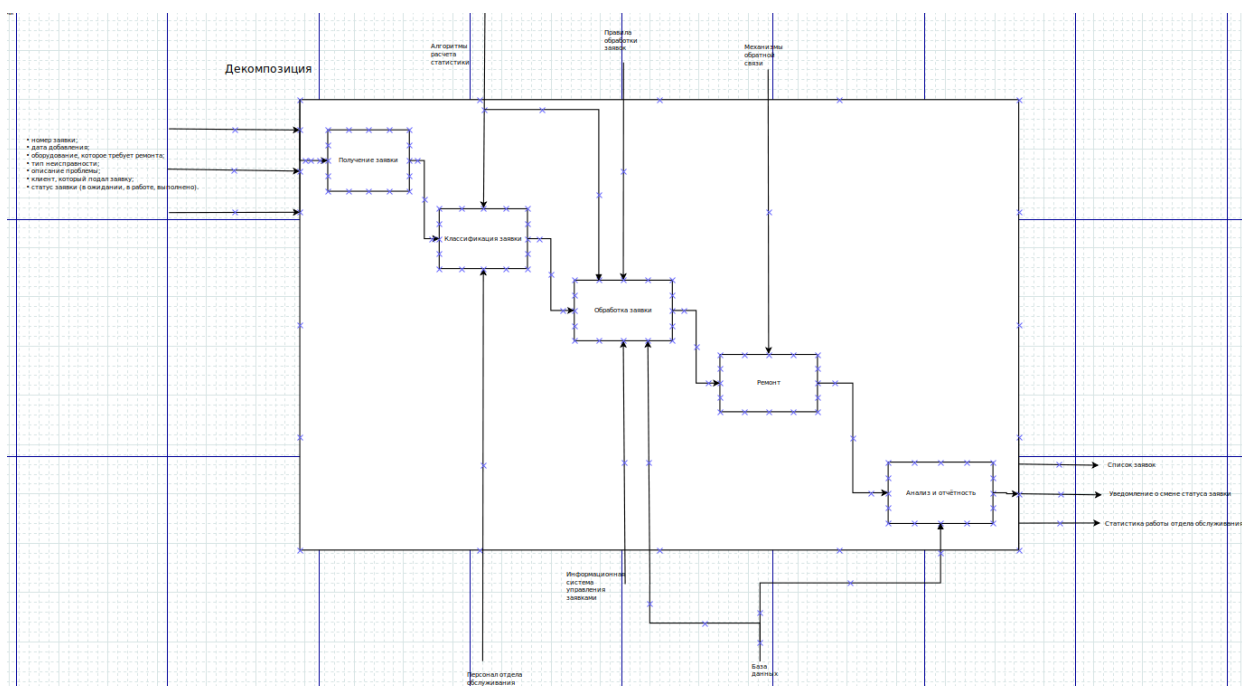 Алгоритмы
расчета
статистики
Правила
обработки
заявок
Механизмы
обратной
связи
Декомпозиция
• номер заявки;
• дата добавления;
• оборудование, которое требует ремонта;
• тип неисправности;
• описание проблемы;
• клиент, который подал заявку;
• статус заявки (в ожидании, в работе, выполнено).
Получение заявки
Классификация заявки
Обработка заявки
Ремонт
Анализ и отчётность
Список заявок
Уведомление о смене статуса заявки
Статистика работы отдела обслуживания
Информационная
система
управления
заявками
Персонал отдела
обслуживания
База
данных